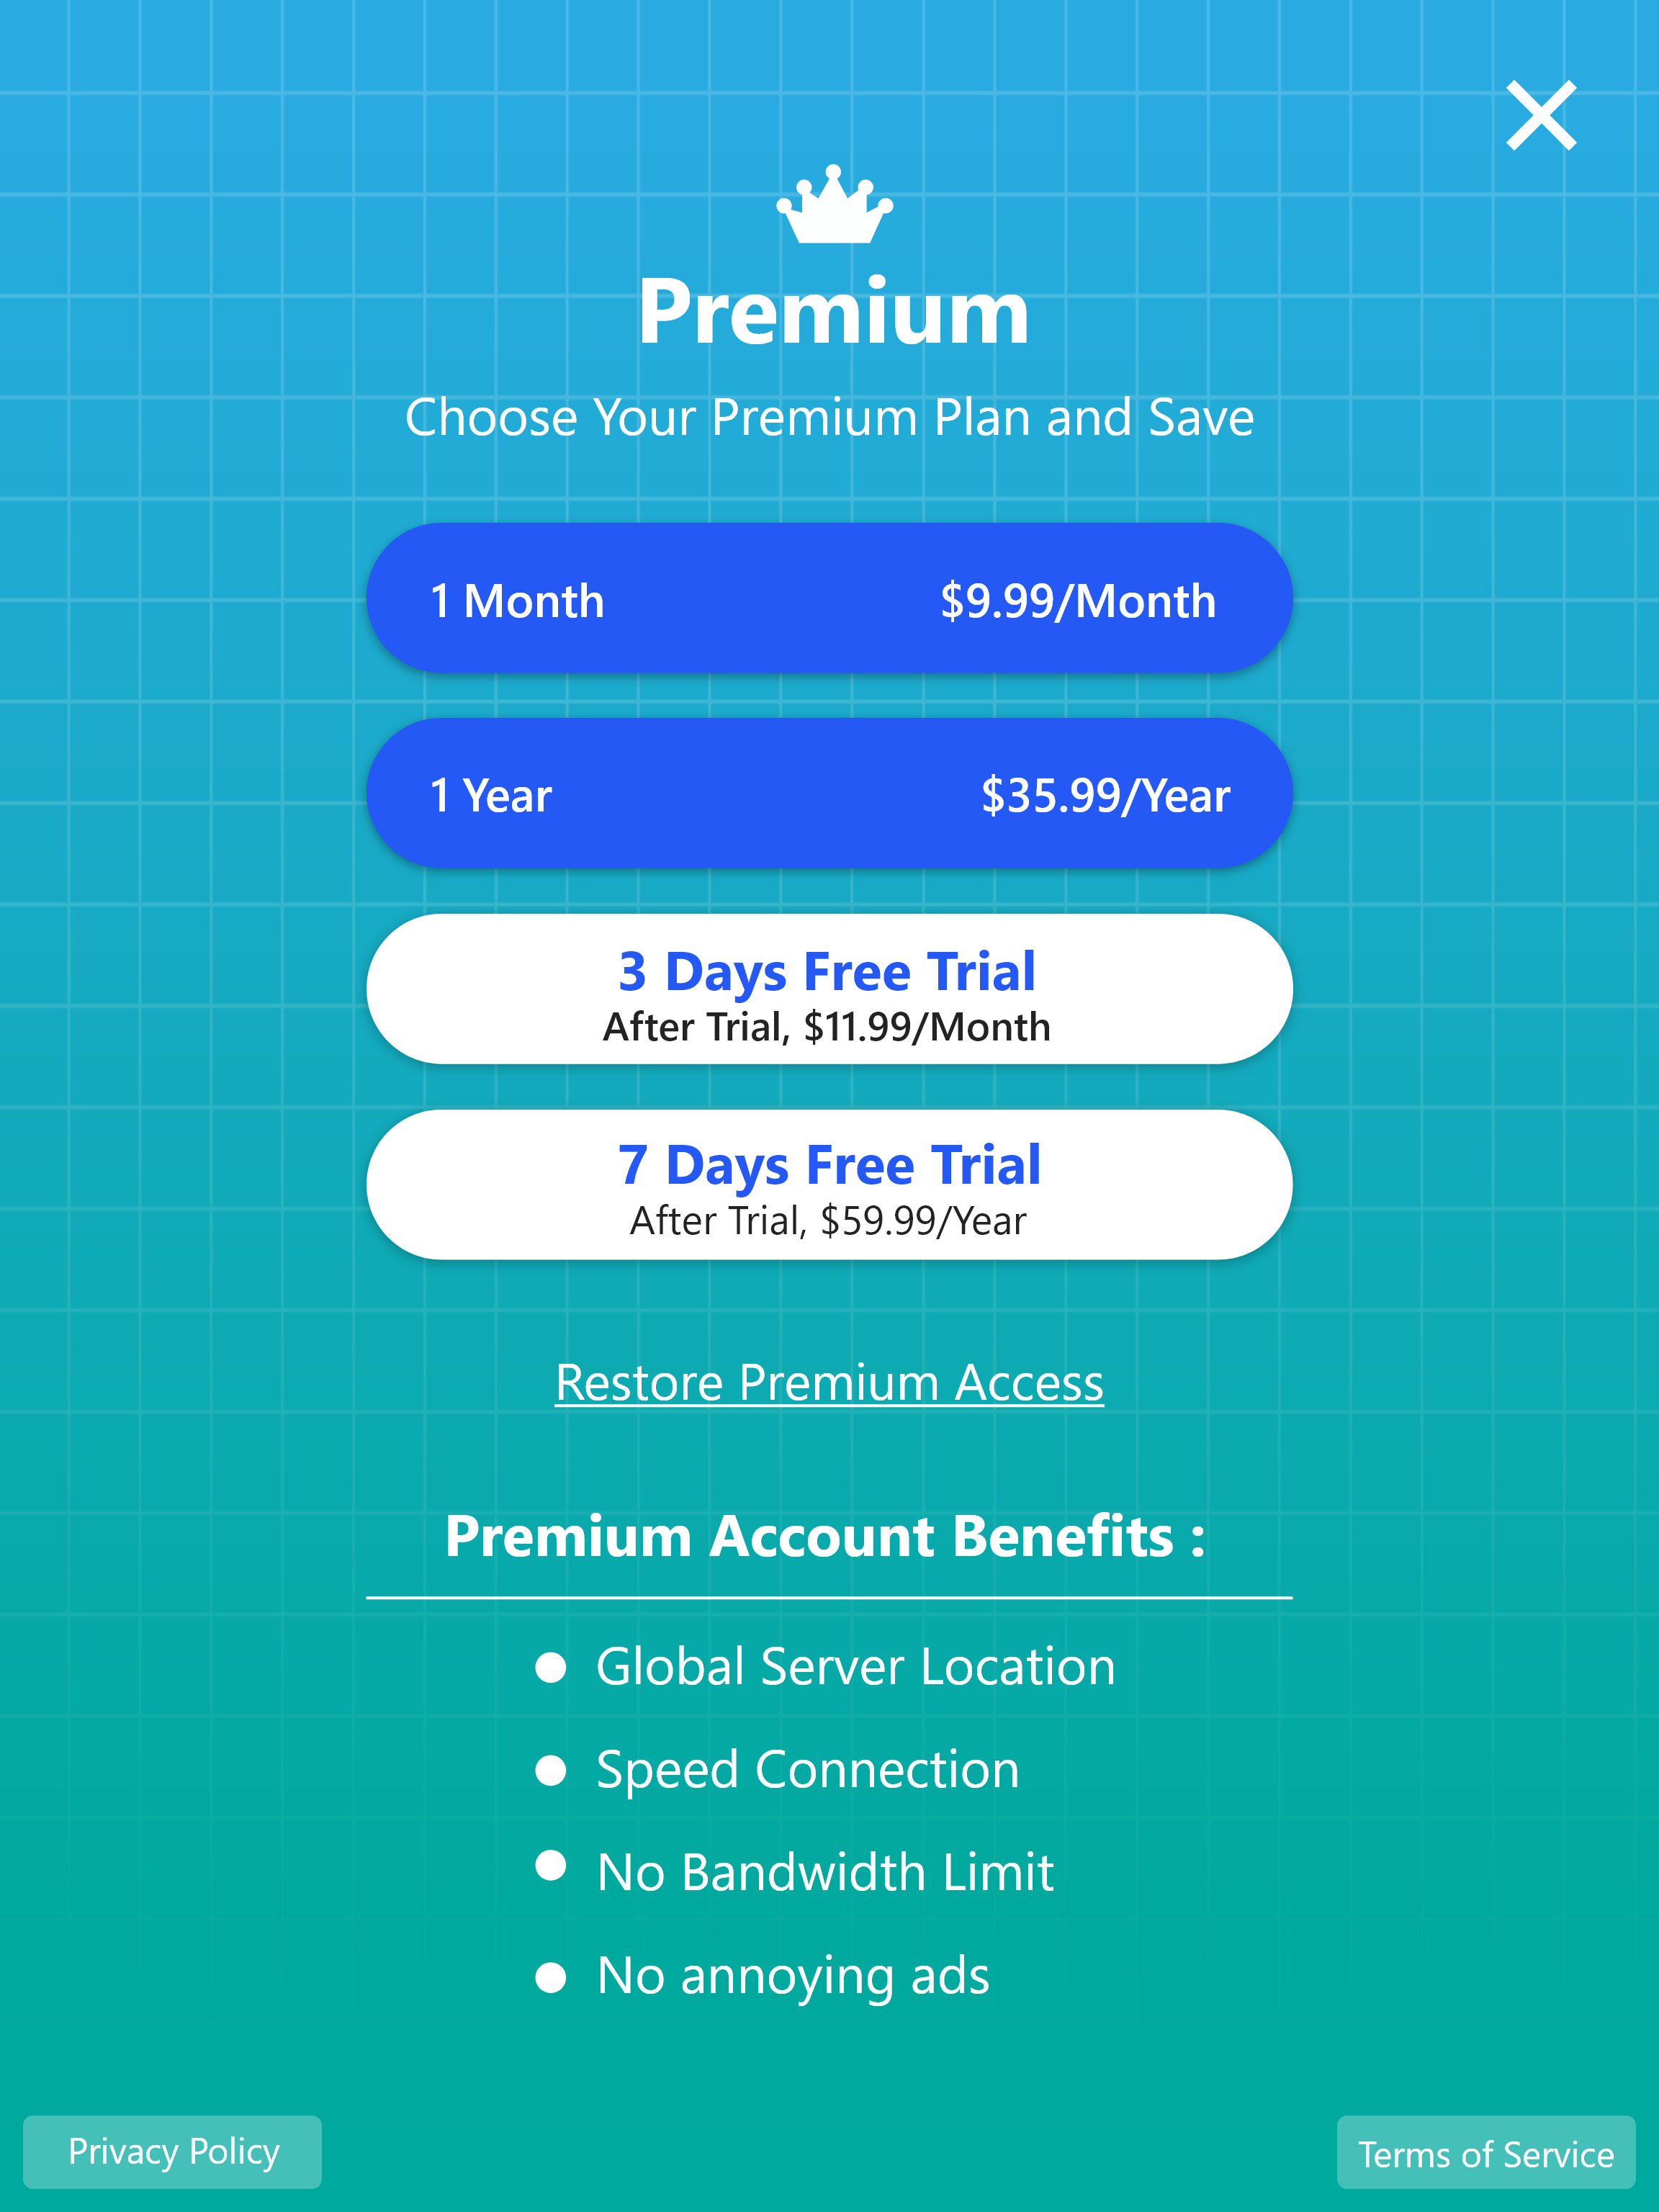 Premium
Choose Your Premium Plan and Save
1 Month $9.99/Month
1 Year $35.99/Year
3 Days Free Trial
After Trial, $11.99/Month
7 Days Free Trial
After Trial, $59.99/Year
Restore Premium Access
Premium Account Benefits :
Global Server Location
Speed Connection
No Bandwidth Limit
No annoying ads
Privacy Policy
Terms of Service